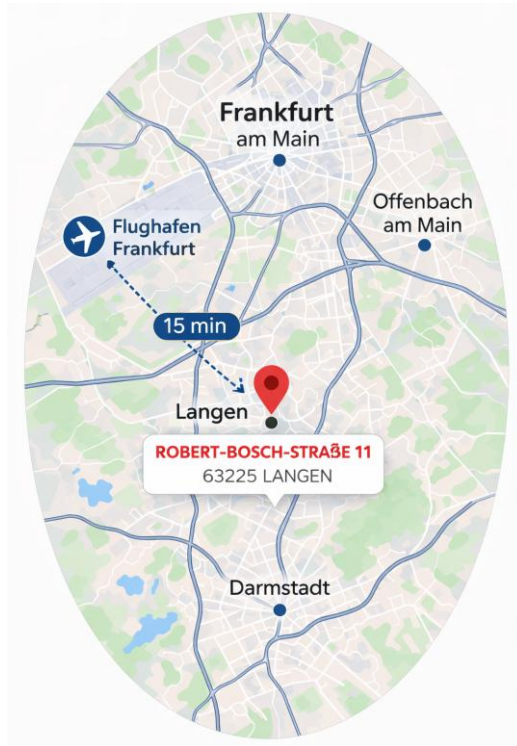 Frankfurt
am Main
Offenbach
am Main
Flughafen
Frankfurt
15 min
Langen
ROBERT-BOSCH-STRAßE 11
63225 LANGEN
Darmstadt